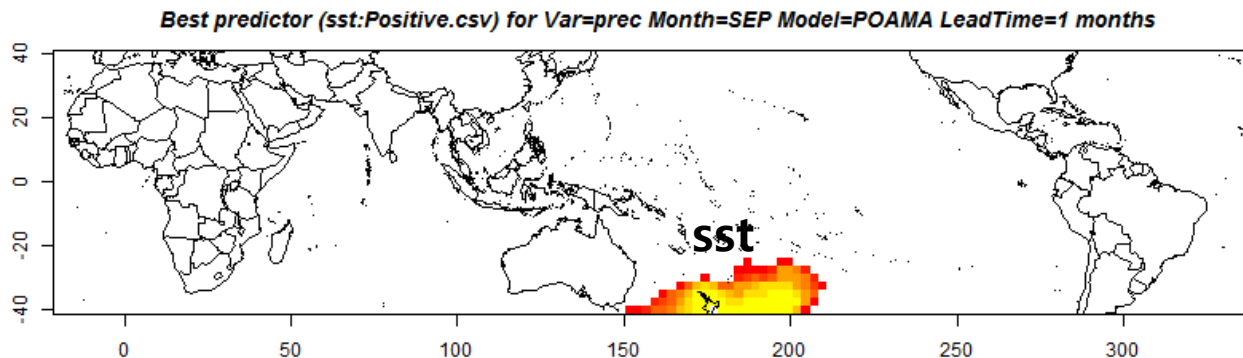 Best predictor (sst:Positive.csv) for Var=prec Month=SEP Model=POAMA LeadTime=1 months
40
20
0
-20
-40
sst
0 50 100 150 200 250 300